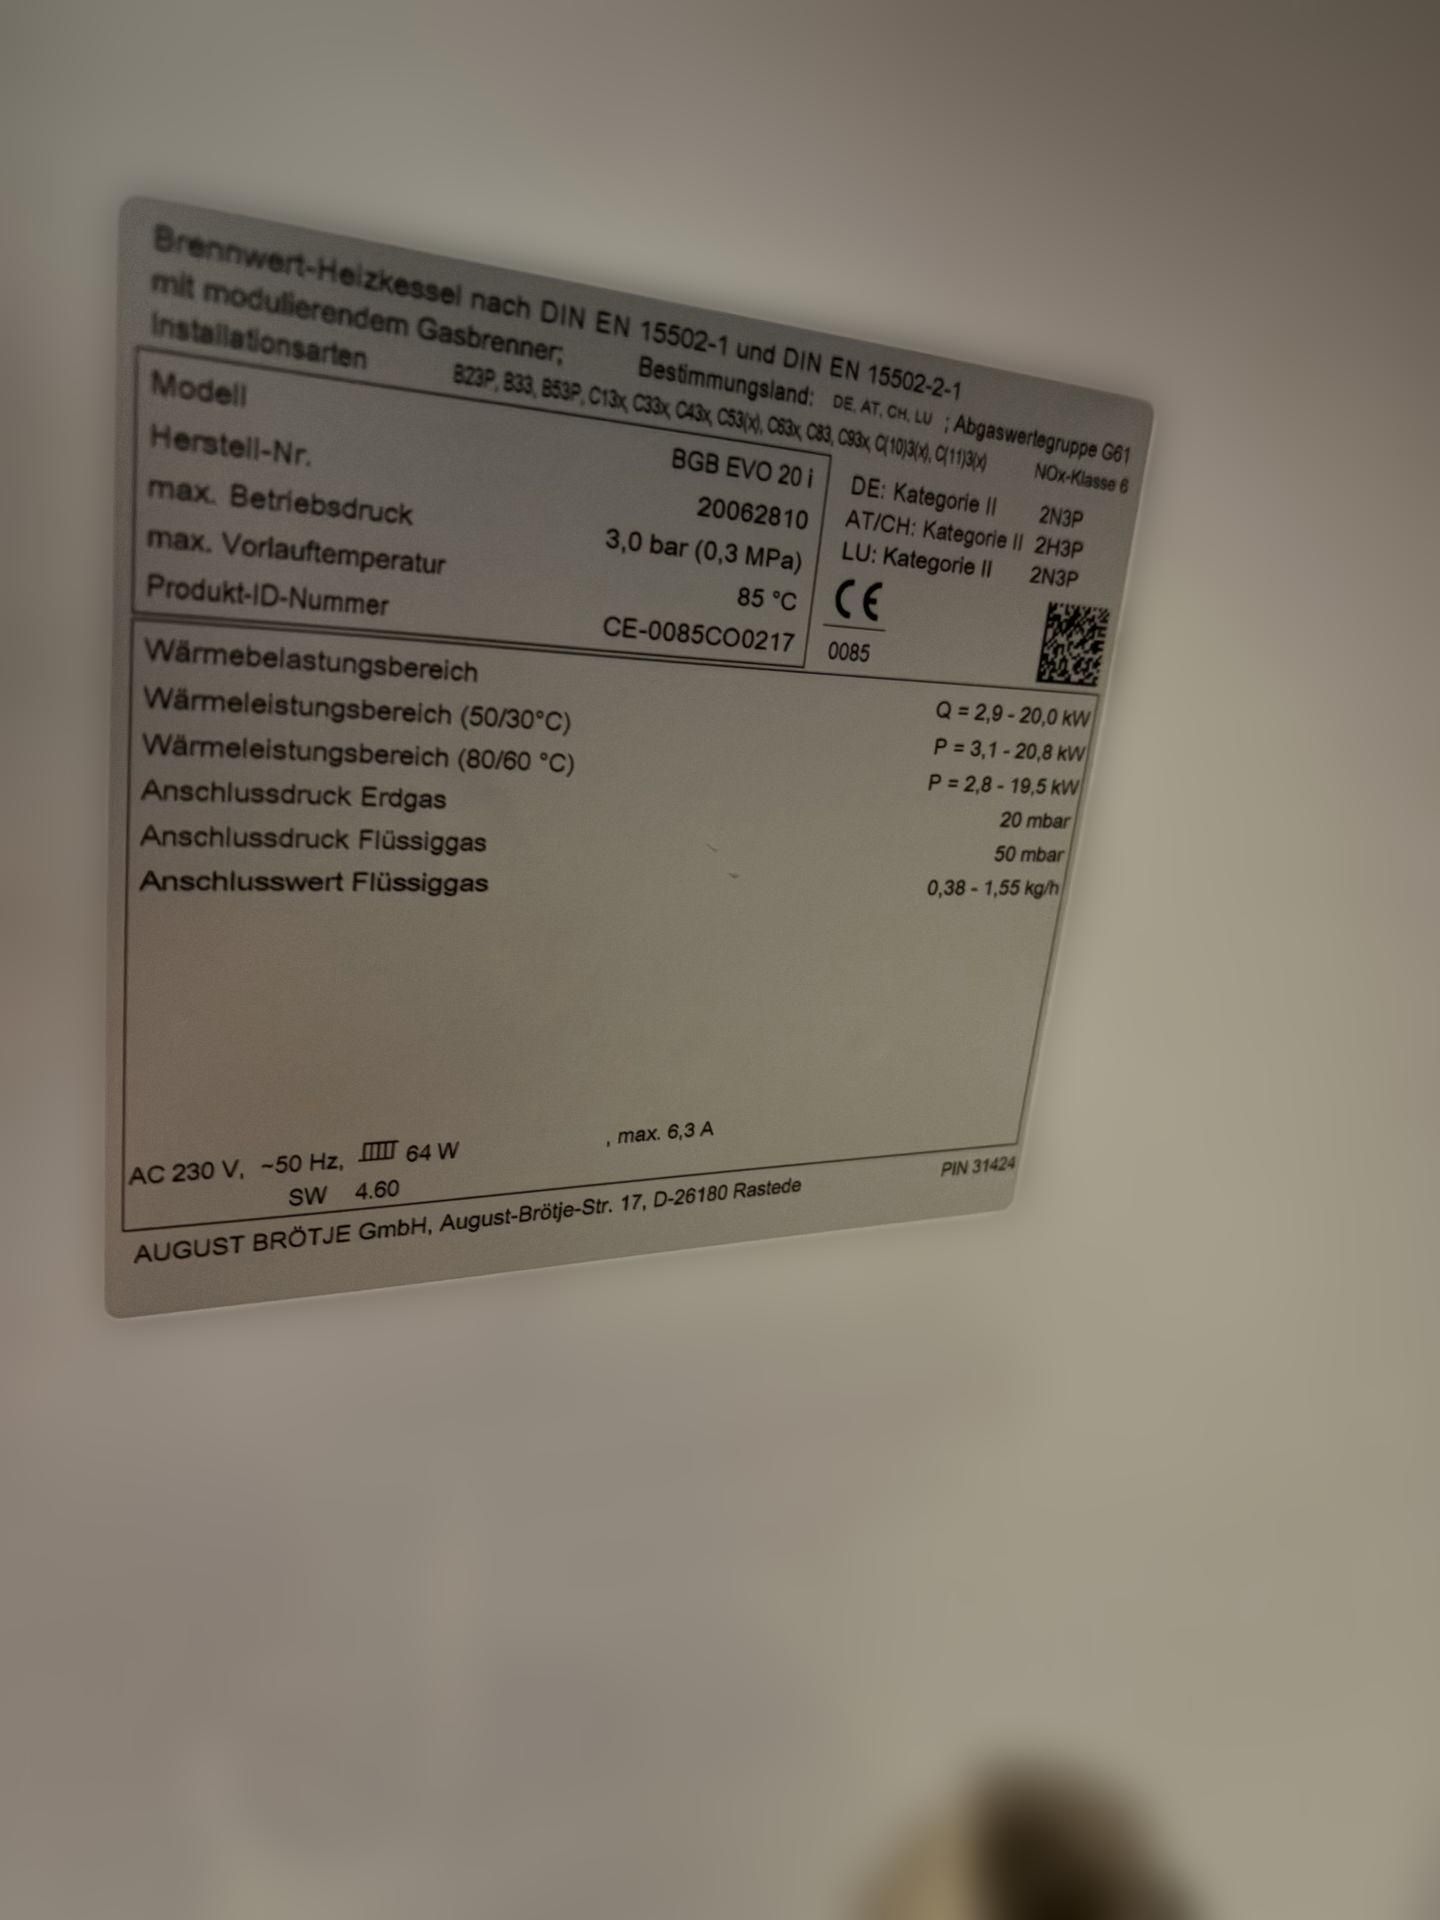 Brennwert-Heizkessel nach DIN EN 15502-1 und DIN EN 15502-2-1
mit modulierendem Gasbrenner; Bestimmungsland: DE, AT, CH, LU ; Abgaswertegruppe G61
Installationsarten B23P, B33, B53P, C13x, C33x, C43x, C53(x), C63x, C83, C93x, C(10)3(x), C(11)3(x) NOx-Klasse 6
Modell BGB EVO 20 i
Herstell-Nr. 20062810
max. Betriebsdruck 3,0 bar (0,3 MPa)
max. Vorlauftemperatur 85 °C
Produkt-ID-Nummer CE-0085CO0217
DE: Kategorie II 2N3P
AT/CH: Kategorie II 2H3P
LU: Kategorie II 2N3P
CE
0085
Wärmebelastungsbereich Q = 2,9 - 20,0 kW
Wärmeleistungsbereich (50/30°C) P = 3,1 - 20,8 kW
Wärmeleistungsbereich (80/60 °C) P = 2,8 - 19,5 kW
Anschlussdruck Erdgas 20 mbar
Anschlussdruck Flüssiggas 50 mbar
Anschlusswert Flüssiggas 0,38 - 1,55 kg/h
AC 230 V, ~50 Hz, 64 W , max. 6,3 A
SW 4.60
PIN 31424
AUGUST BRÖTJE GmbH, August-Brötje-Str. 17, D-26180 Rastede